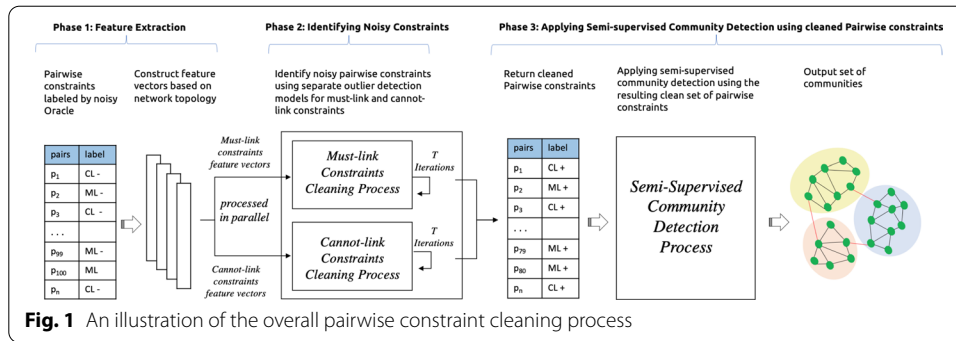 Phase 1: Feature Extraction
Phase 2: Identifying Noisy Constraints
Phase 3: Applying Semi-supervised Community Detection using cleaned Pairwise constraints
Pairwise
constraints
labeled by noisy
Oracle
Construct feature
vectors based on
network topology
Identify noisy pairwise constraints
using separate outlier detection
models for must-link and cannot-
link constraints
Return cleaned
Pairwise constraints
Applying semi-supervised
community detection using the
resulting clean set of pairwise
constraints
Output set of
communities
pairs label
p1 CL -
p2 ML -
p3 CL -
. . .
p99 ML -
p100 ML
pn CL -
Must-link
constraints
feature vectors
processed
in parallel
Cannot-link
constraints
feature vectors
Must-link
Constraints
Cleaning Process
T
Iterations
Cannot-link
Constraints
Cleaning Process
T
Iterations
pairs label
p1 CL +
p2 ML +
p3 CL +
...
p79 ML +
p80 ML +
pn CL +
Semi-Supervised
Community
Detection
Process
Fig. 1 An illustration of the overall pairwise constraint cleaning process